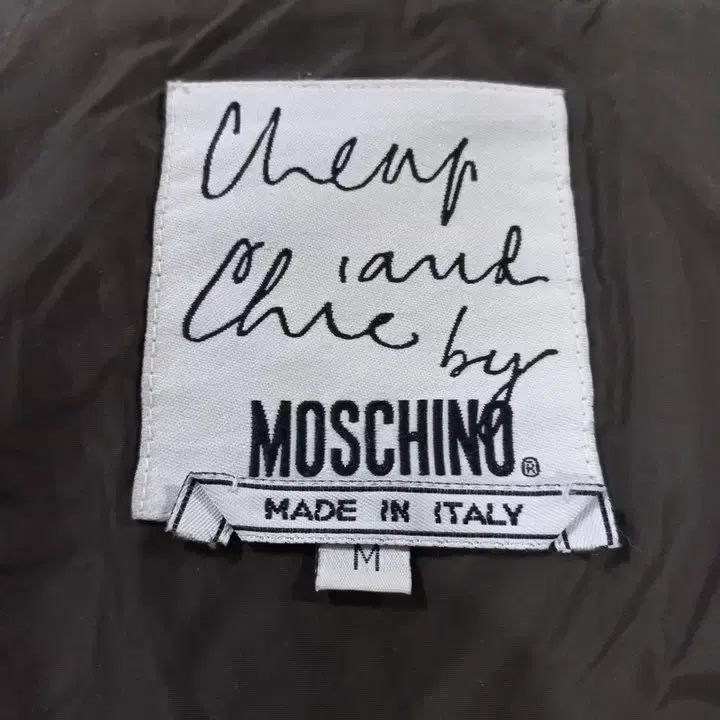 Cheap
and
Chic by
MOSCHINO®
MADE IN ITALY
M